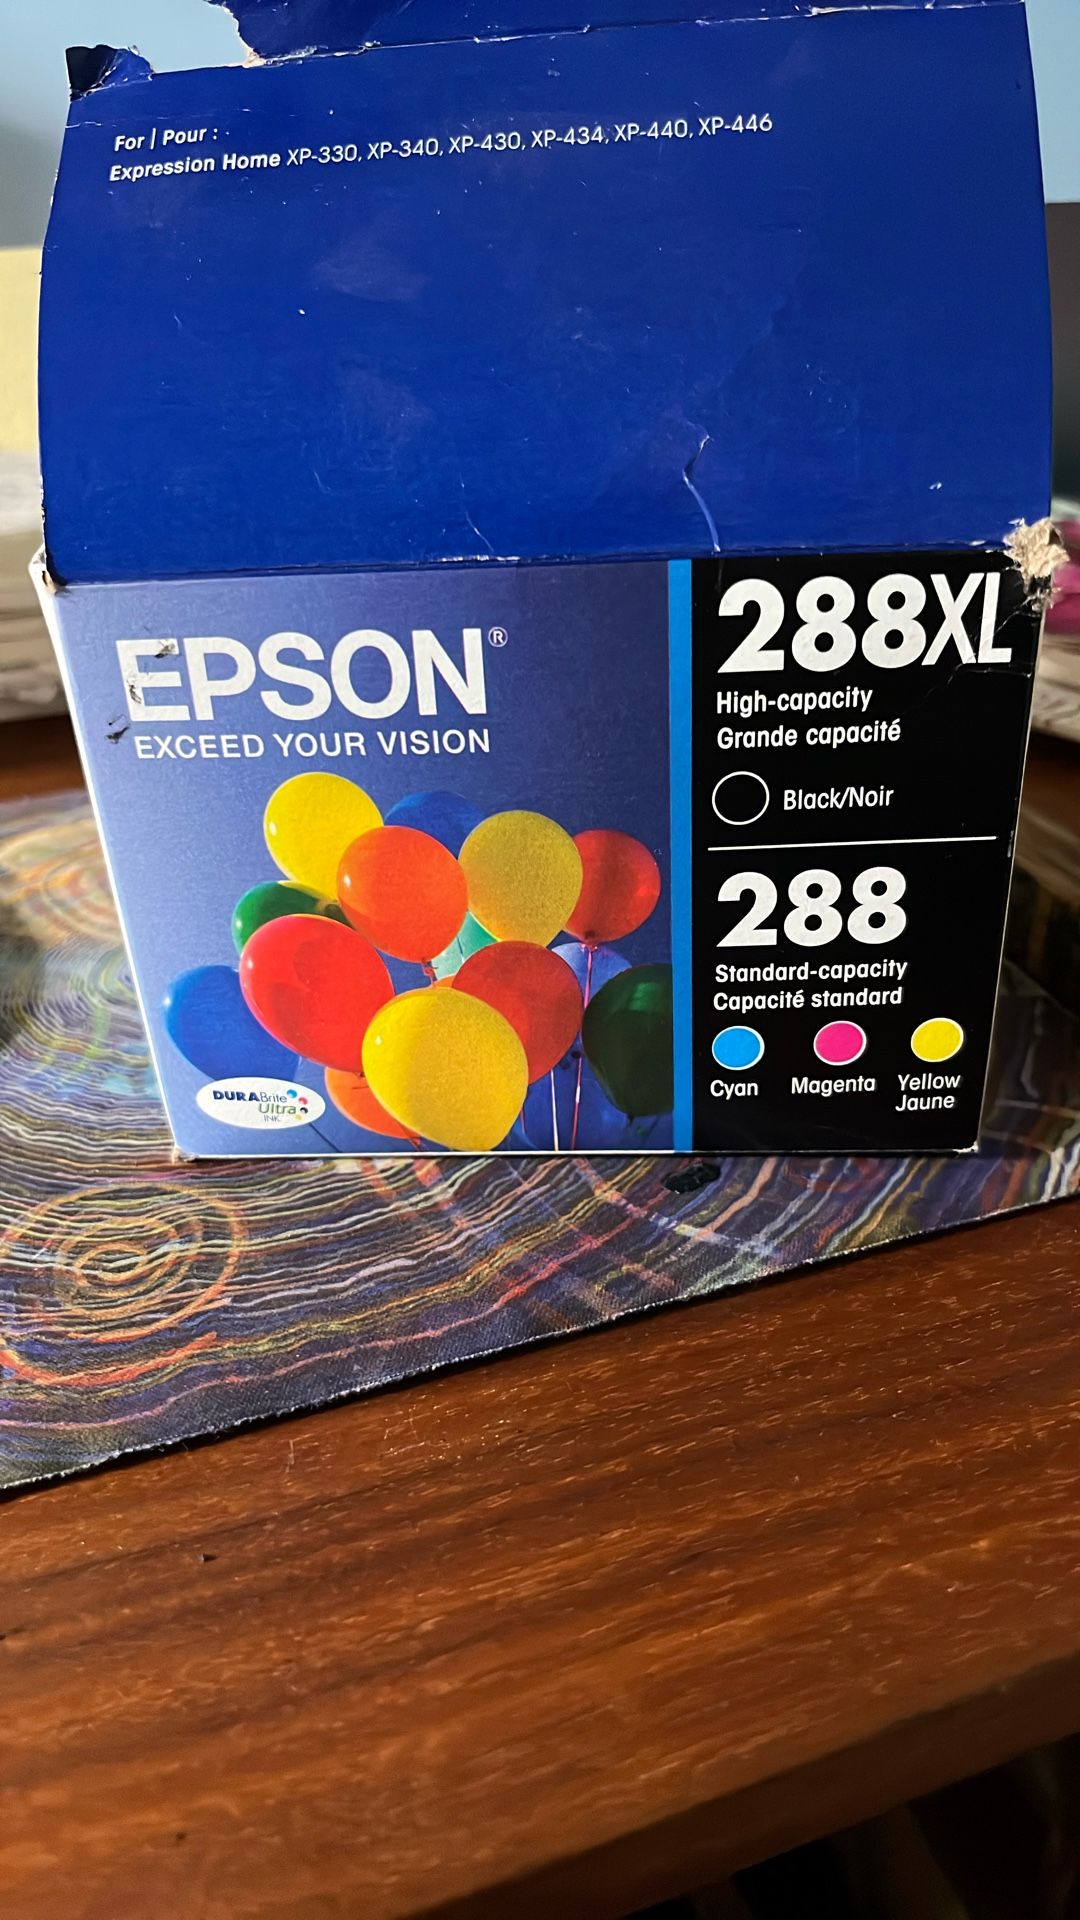 For | Pour :
Expression Home XP-330, XP-340, XP-430, XP-434, XP-440, XP-446
EPSON®
EXCEED YOUR VISION
288XL
High-capacity
Grande capacité
Black/Noir
288
Standard-capacity
Capacité standard
Cyan
Magenta
Yellow
Jaune
DURABrite
Ultra
INK